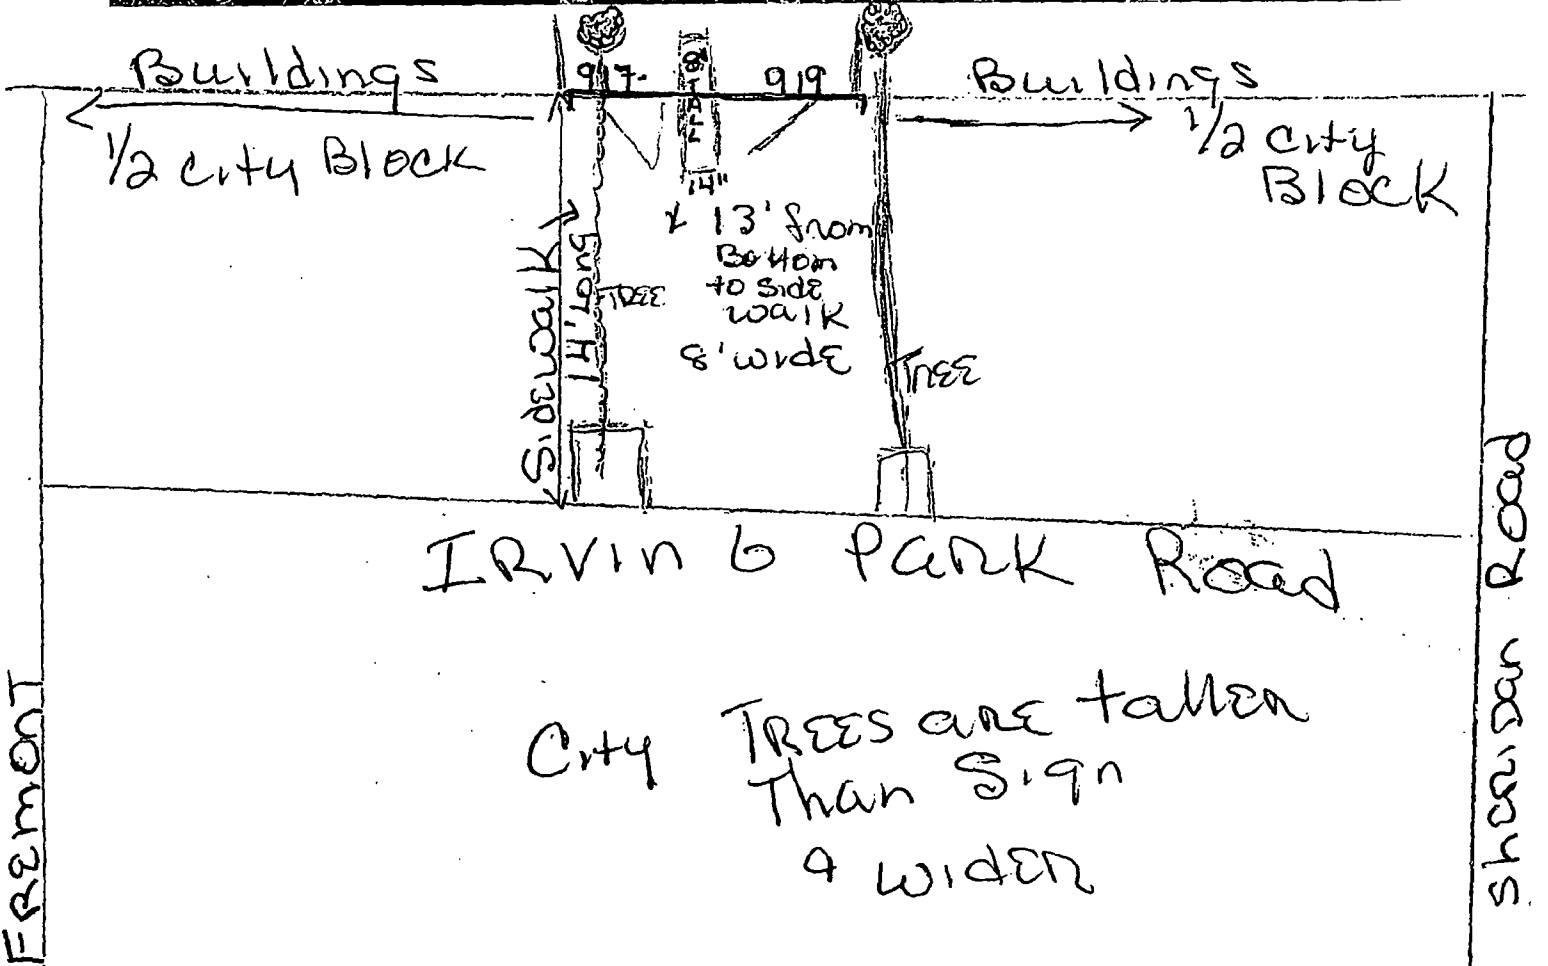 Buildings
917
8' TALL
919
Buildings
1/2 City Block
1/2 City
Block
14"
13' from
Bottom
to side
walk
8' wide
Sidewalk
14' Long
TREE
TREE
IRVING PARK Road
FREMONT
Sheridan Road
City TREES are taller
Than Sign
& wider